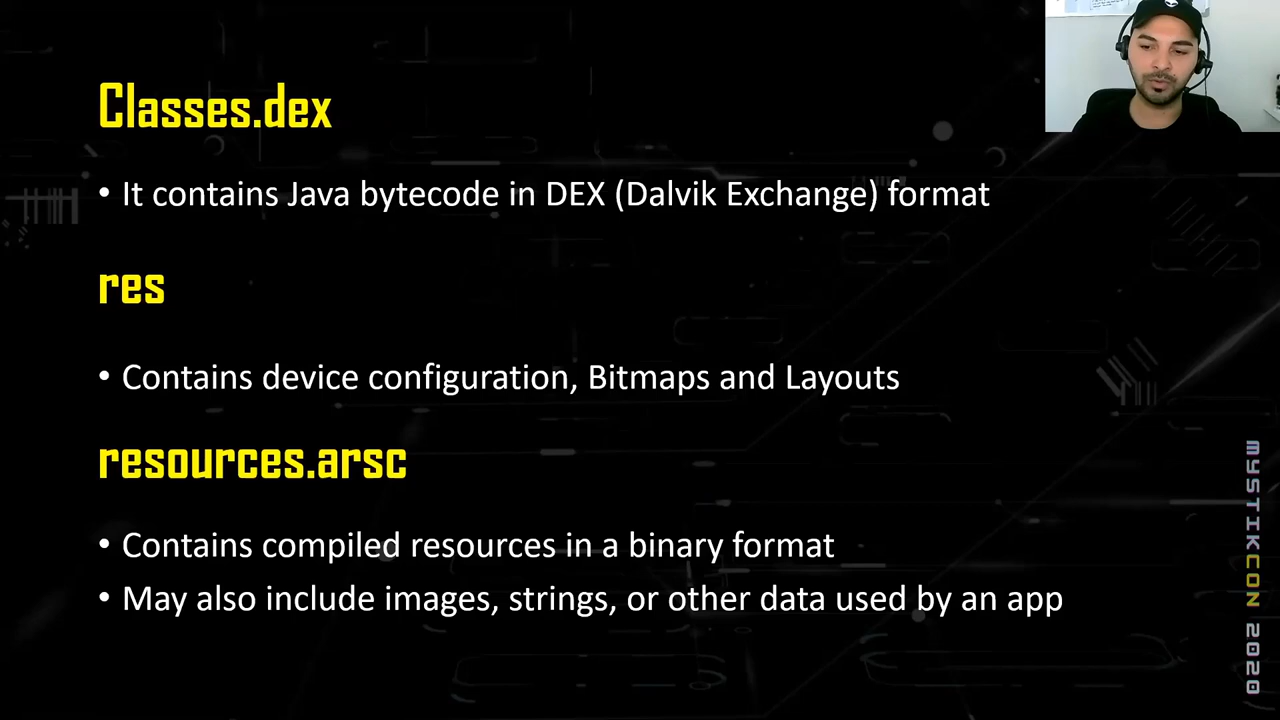 Classes.dex
• It contains Java bytecode in DEX (Dalvik Exchange) format
res
• Contains device configuration, Bitmaps and Layouts
resources.arsc
• Contains compiled resources in a binary format
• May also include images, strings, or other data used by an app
MYSTIKCON 2020